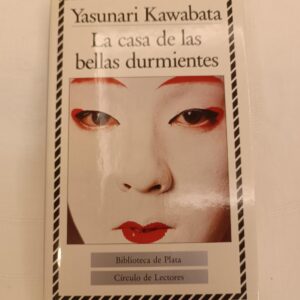 Yasunari Kawabata
La casa de las
bellas durmientes
Biblioteca de Plata
Círculo de Lectores